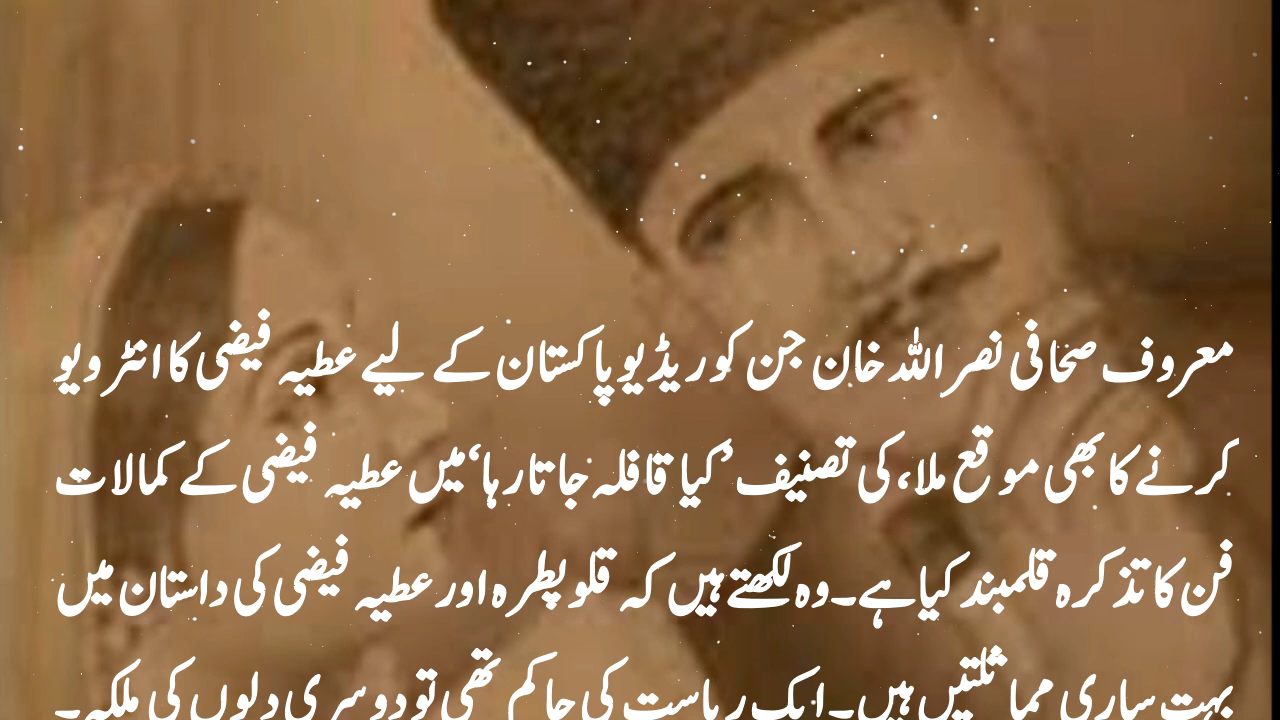 معروف صحافی نصر اللہ خان جن کو ریڈیو پاکستان کے لیے عطیہ فیضی کا انٹرویو
کرنے کا بھی موقع ملا، کی تصنیف ’کیا قافلہ جاتا رہا‘ میں عطیہ فیضی کے کمالات
فن کا تذکرہ قلمبند کیا ہے۔ وہ لکھتے ہیں کہ قلوپطرہ اور عطیہ فیضی کی داستان میں
بہت ساری مماثلتیں ہیں۔ ایک ریاست کی حاکم تھی تو دوسری دلوں کی ملکہ۔